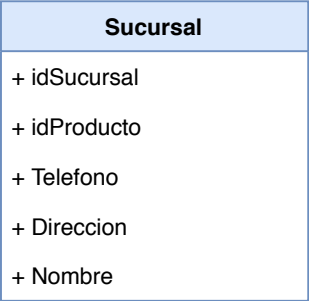 Sucursal
+ idSucursal
+ idProducto
+ Telefono
+ Direccion
+ Nombre